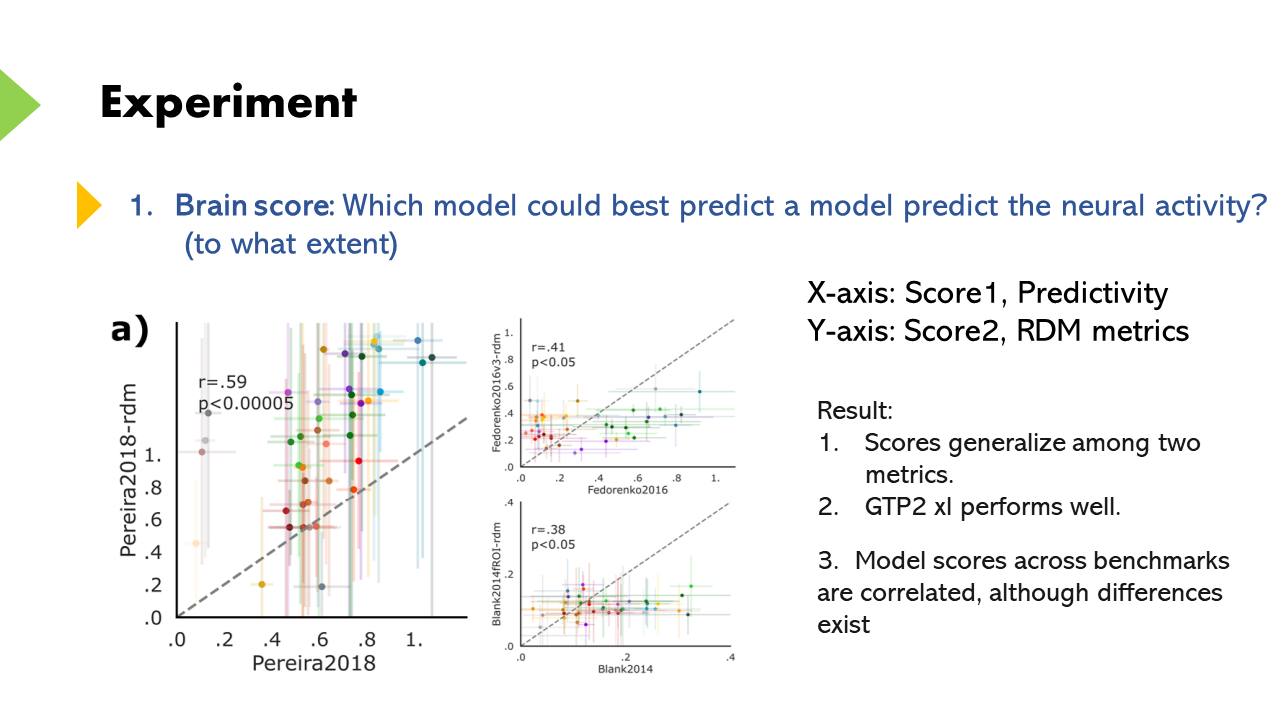 Experiment
1. Brain score: Which model could best predict a model predict the neural activity?
(to what extent)
X-axis: Score1, Predictivity
Y-axis: Score2, RDM metrics
a)
r=.59
p<0.00005
Pereira2018-rdm
1.
.8
.6
.4
.2
.0
.0 .2 .4 .6 .8 1.
Pereira2018
r=.41
p<0.05
Fedorenko2016v3-rdm
1.
.8
.6
.4
.2
.0
.0 .2 .4 .6 .8 1.
Fedorenko2016
r=.38
p<0.05
Blank2014fROI-rdm
.4
.2
.0
.0 .2 .4
Blank2014
Result:
1. Scores generalize among two
metrics.
2. GTP2 xl performs well.
3. Model scores across benchmarks
are correlated, although differences
exist